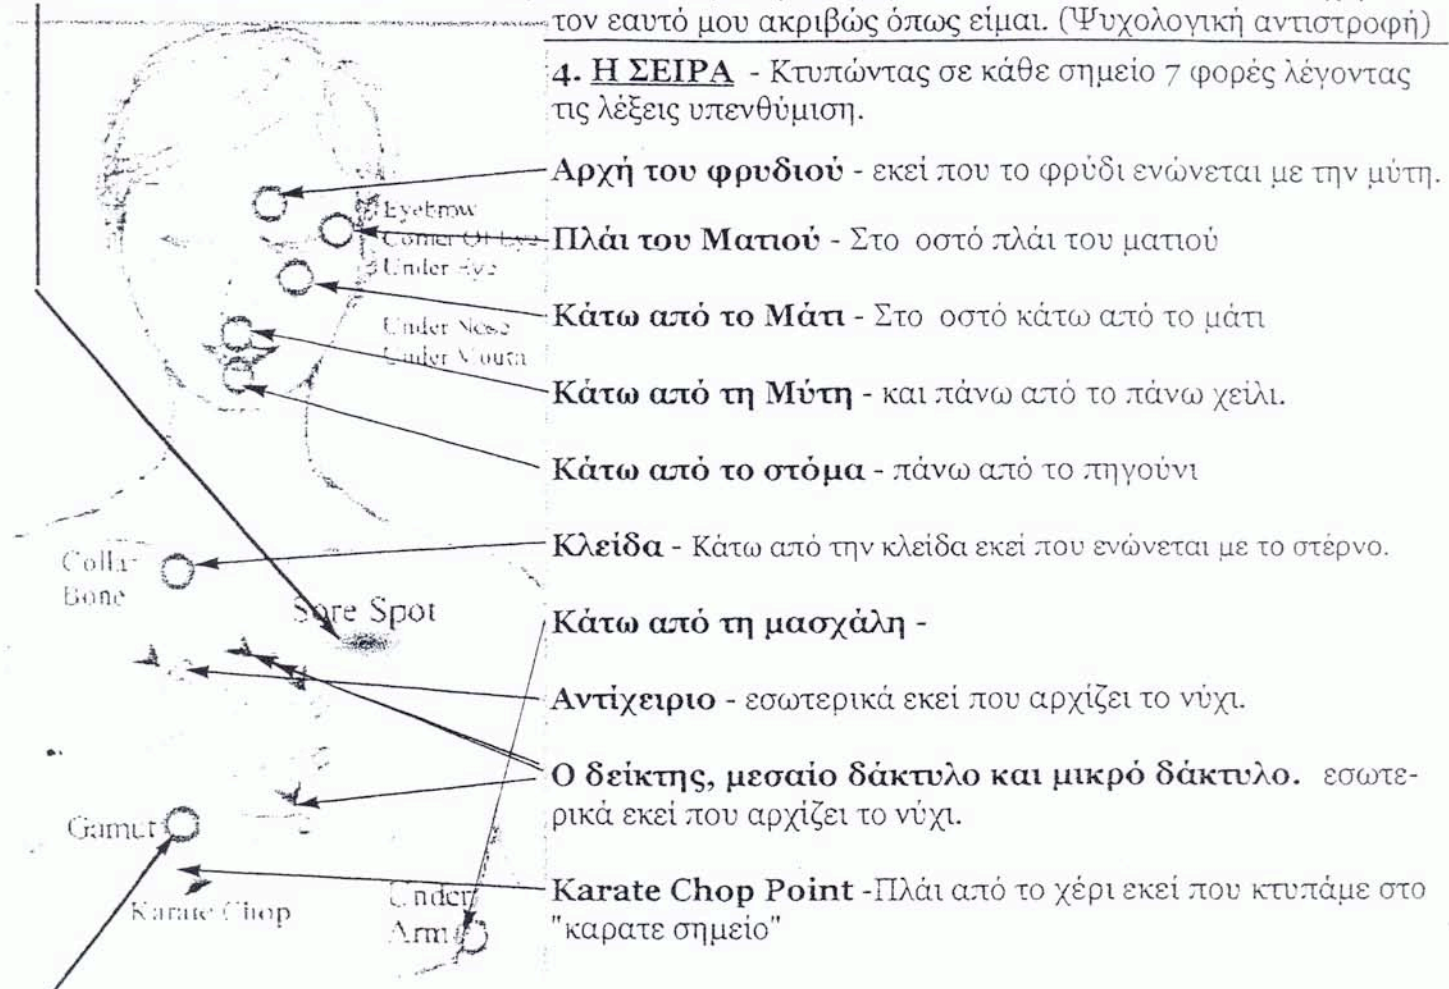 τον εαυτό μου ακριβώς όπως είμαι. (Ψυχολογική αντιστροφή)
4. Η ΣΕΙΡΑ - Κτυπώντας σε κάθε σημείο 7 φορές λέγοντας
τις λέξεις υπενθύμιση.
Αρχή του φρυδιού - εκεί που το φρύδι ενώνεται με την μύτη.
Eyebrow
Corner Of Eye
Πλάι του Ματιού - Στο οστό πλάι του ματιού
Under Eye
Κάτω από το Μάτι - Στο οστό κάτω από το μάτι
Under Nose
Under Mouth
Κάτω από τη Μύτη - και πάνω από το πάνω χείλι.
Κάτω από το στόμα - πάνω από το πηγούνι
Κλείδα - Κάτω από την κλείδα εκεί που ενώνεται με το στέρνο.
Collar
Bone
Sore Spot
Κάτω από τη μασχάλη -
Αντίχειριο - εσωτερικά εκεί που αρχίζει το νύχι.
Ο δείκτης, μεσαίο δάκτυλο και μικρό δάκτυλο. εσωτε-
ρικά εκεί που αρχίζει το νύχι.
Gamut
Karate Chop Point -Πλάι από το χέρι εκεί που κτυπάμε στο
"καρατε σημείο"
Karate Chop
Under
Arm